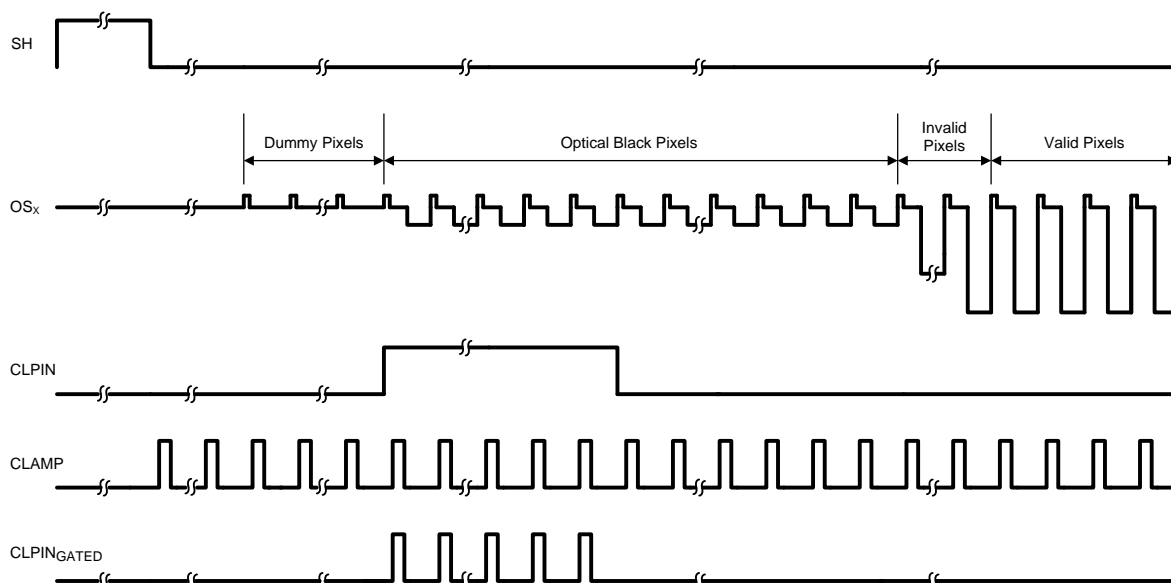 SH
Dummy Pixels
Optical Black Pixels
Invalid
Pixels
Valid Pixels
OSX
CLPIN
CLAMP
CLPINGATED